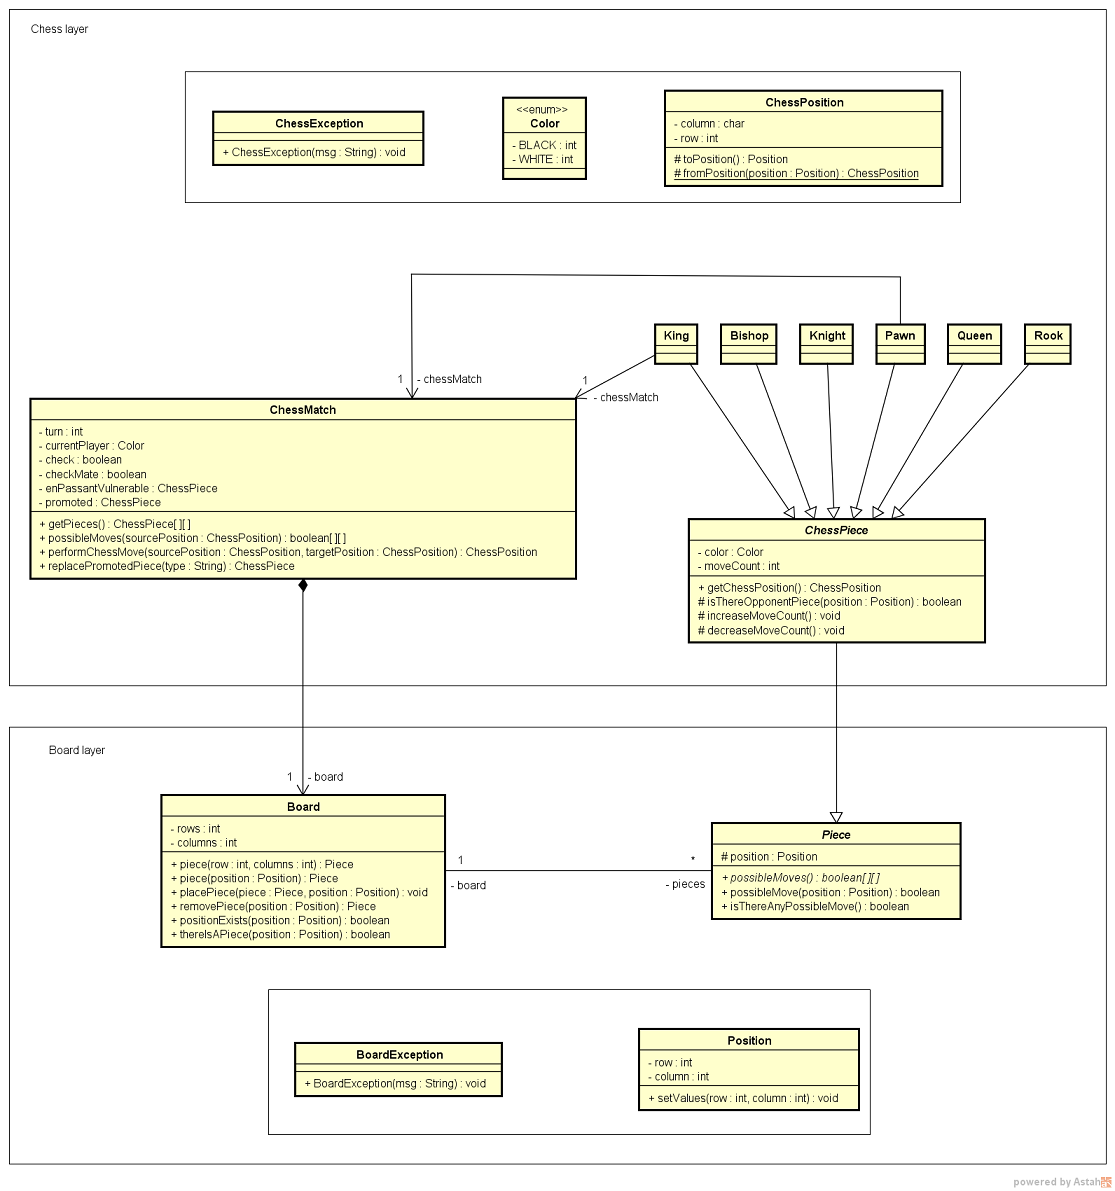 Chess layer
ChessException
+ ChessException(msg : String) : void
<<enum>>
Color
- BLACK : int
- WHITE : int
ChessPosition
- column : char
- row : int
# toPosition() : Position
# fromPosition(position : Position) : ChessPosition
King
Bishop
Knight
Pawn
Queen
Rook
1
- chessMatch
1
- chessMatch
ChessMatch
- turn : int
- currentPlayer : Color
- check : boolean
- checkMate : boolean
- enPassantVulnerable : ChessPiece
- promoted : ChessPiece
+ getPieces() : ChessPiece[ ][ ]
+ possibleMoves(sourcePosition : ChessPosition) : boolean[ ][ ]
+ performChessMove(sourcePosition : ChessPosition, targetPosition : ChessPosition) : ChessPosition
+ replacePromotedPiece(type : String) : ChessPiece
ChessPiece
- color : Color
- moveCount : int
+ getChessPosition() : ChessPosition
# isThereOpponentPiece(position : Position) : boolean
# increaseMoveCount() : void
# decreaseMoveCount() : void
Board layer
1
- board
Board
- rows : int
- columns : int
+ piece(row : int, columns : int) : Piece
+ piece(position : Position) : Piece
+ placePiece(piece : Piece, position : Position) : void
+ removePiece(position : Position) : Piece
+ positionExists(position : Position) : boolean
+ thereIsAPiece(position : Position) : boolean
1
- board
*
- pieces
Piece
# position : Position
+ possibleMoves() : boolean[ ][ ]
+ possibleMove(position : Position) : boolean
+ isThereAnyPossibleMove() : boolean
BoardException
+ BoardException(msg : String) : void
Position
- row : int
- column : int
+ setValues(row : int, column : int) : void
powered by Astah